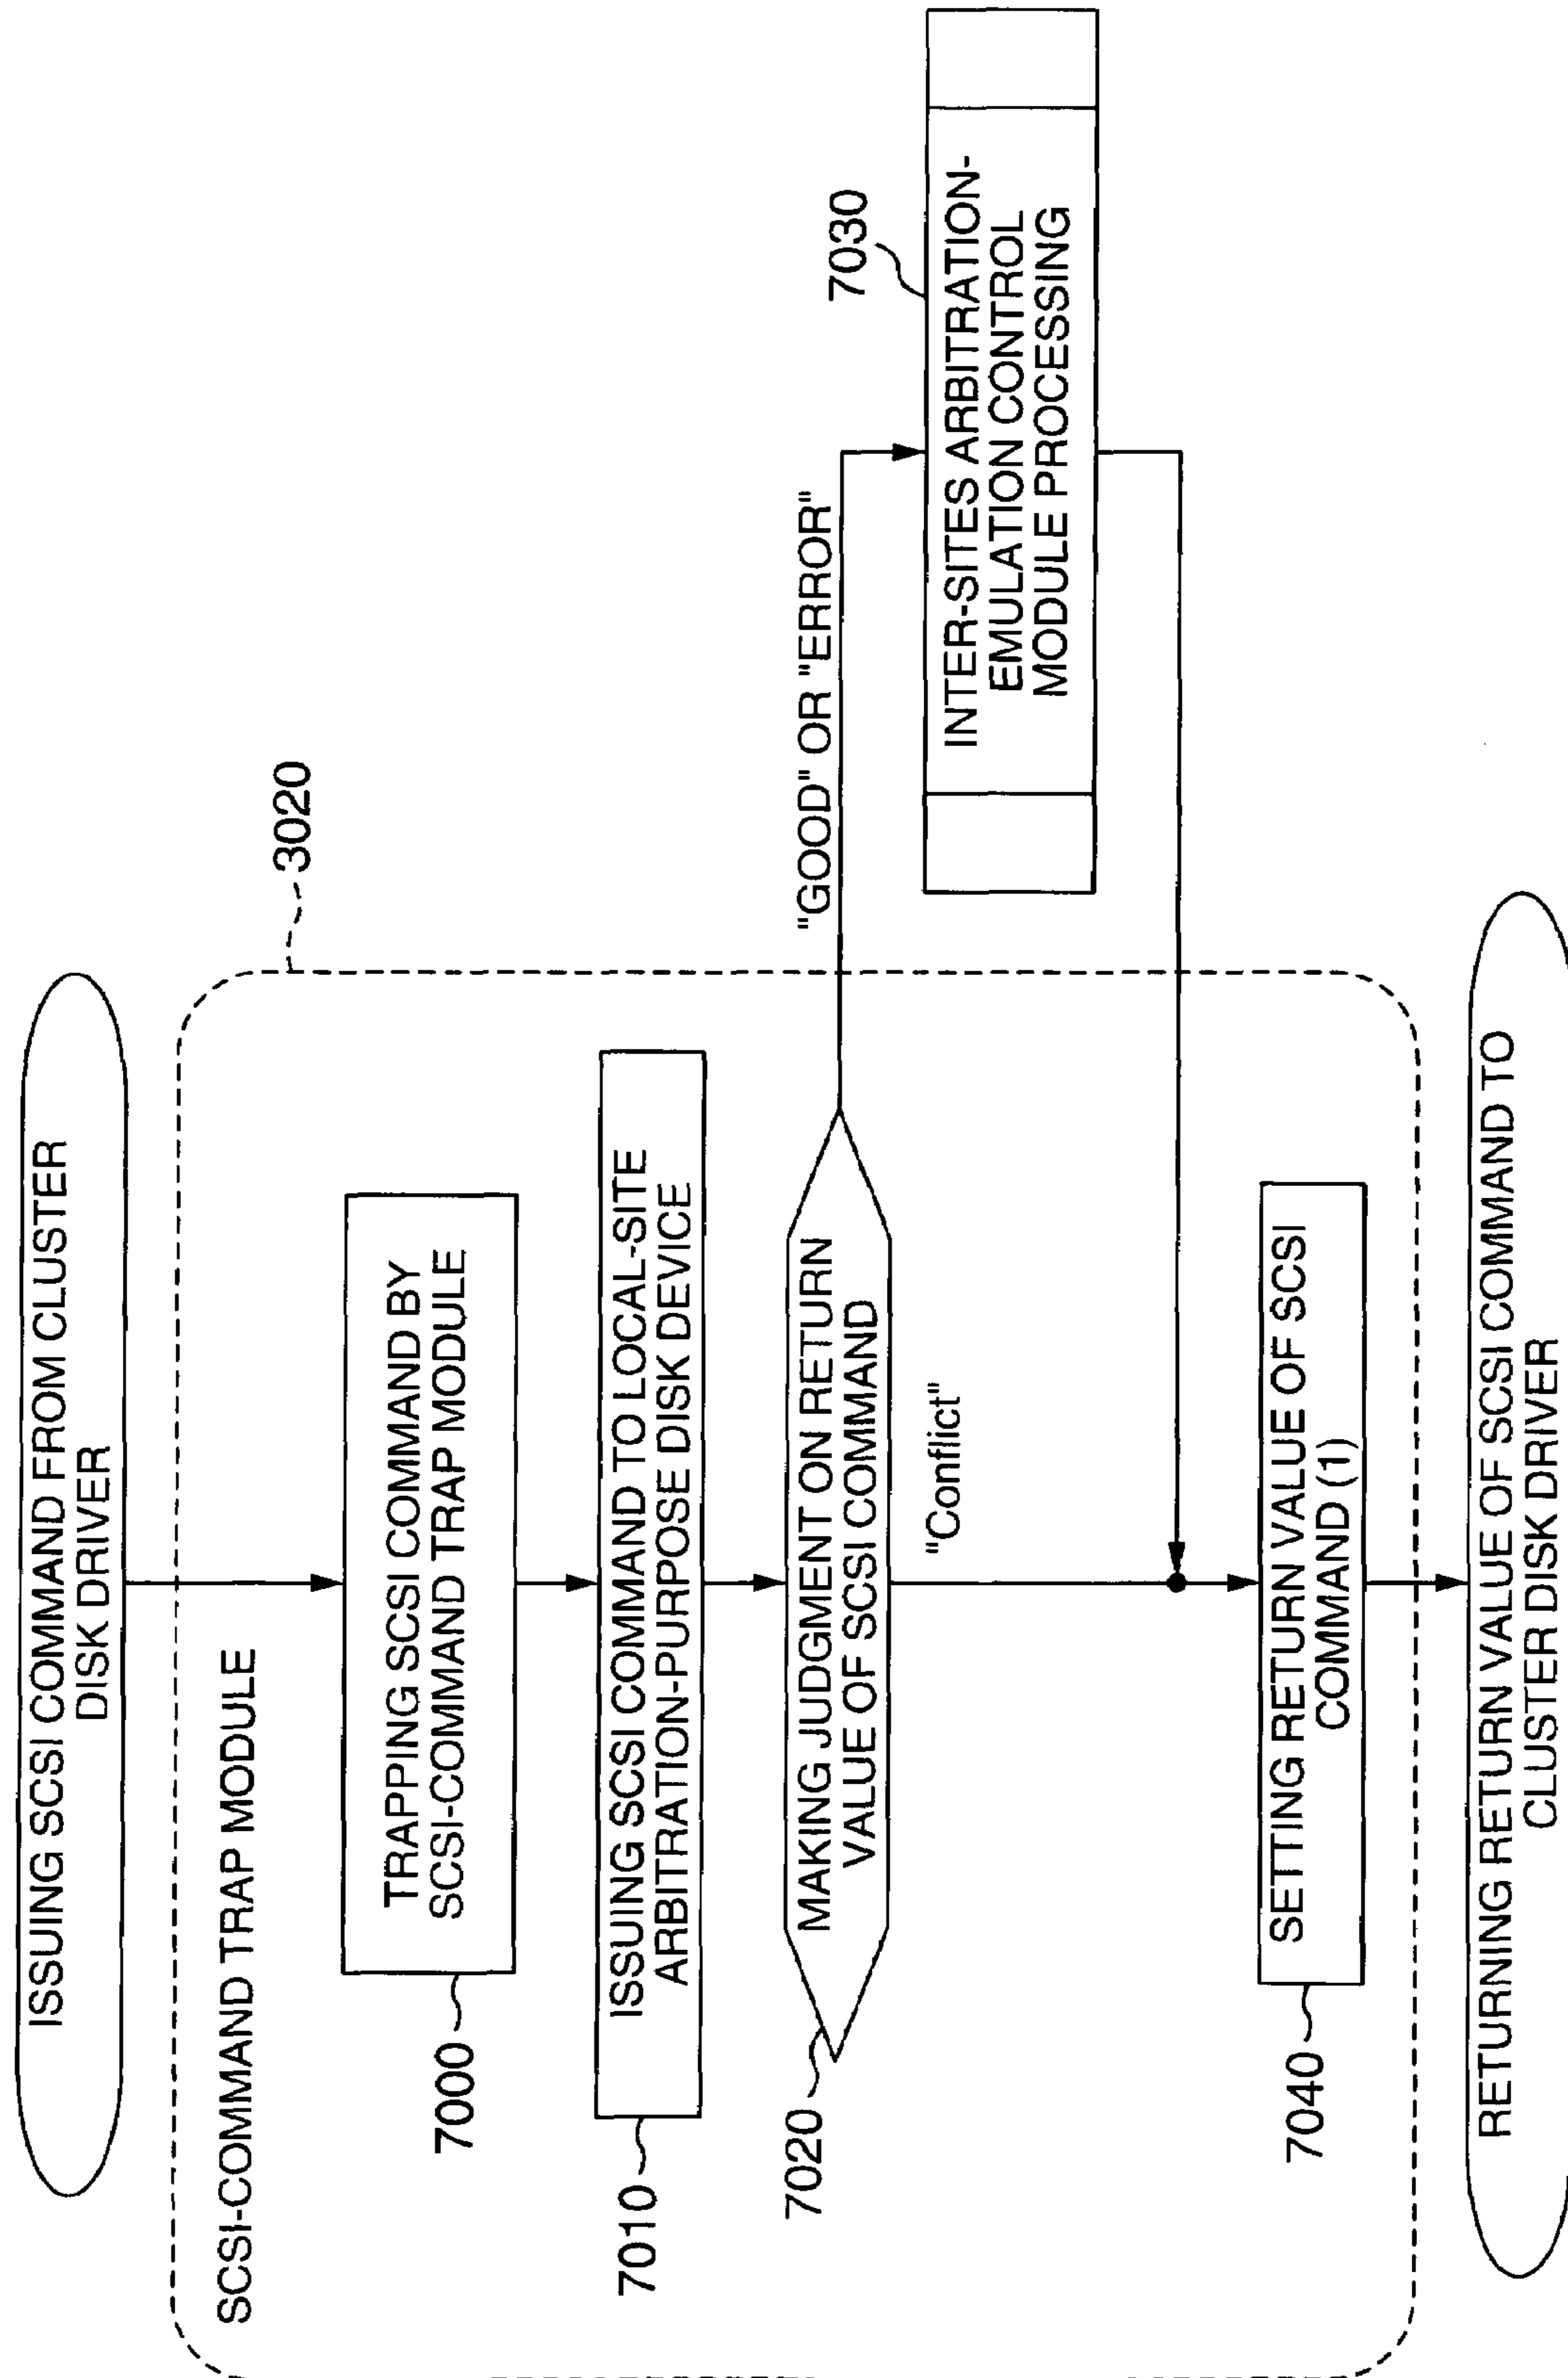 ISSUING SCSI COMMAND FROM CLUSTER
DISK DRIVER
SCSI-COMMAND TRAP MODULE
3020
7000
TRAPPING SCSI COMMAND BY
SCSI-COMMAND TRAP MODULE
7010
ISSUING SCSI COMMAND TO LOCAL-SITE
ARBITRATION-PURPOSE DISK DEVICE
7020
MAKING JUDGMENT ON RETURN
VALUE OF SCSI COMMAND
"GOOD" OR "ERROR"
7030
INTER-SITES ARBITRATION-
EMULATION CONTROL
MODULE PROCESSING
"Conflict"
7040
SETTING RETURN VALUE OF SCSI
COMMAND (1)
RETURNING RETURN VALUE OF SCSI COMMAND TO
CLUSTER DISK DRIVER